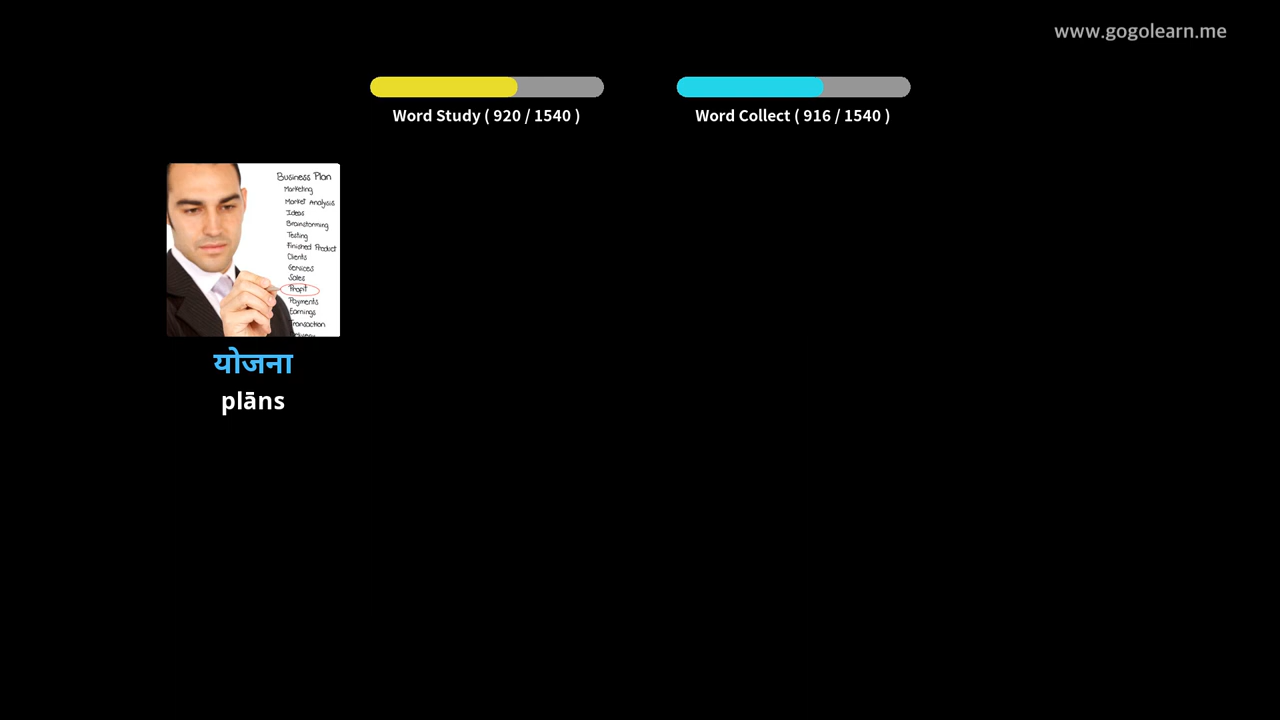 www.gogolearn.me
Word Study ( 920 / 1540 )
Word Collect ( 916 / 1540 )
Business Plan
Marketing
Market Analysis
Ideas
Brainstorming
Testing
Finished Product
Clients
Services
Sales
Profit
Payments
Earnings
Transaction
योजना
plāns